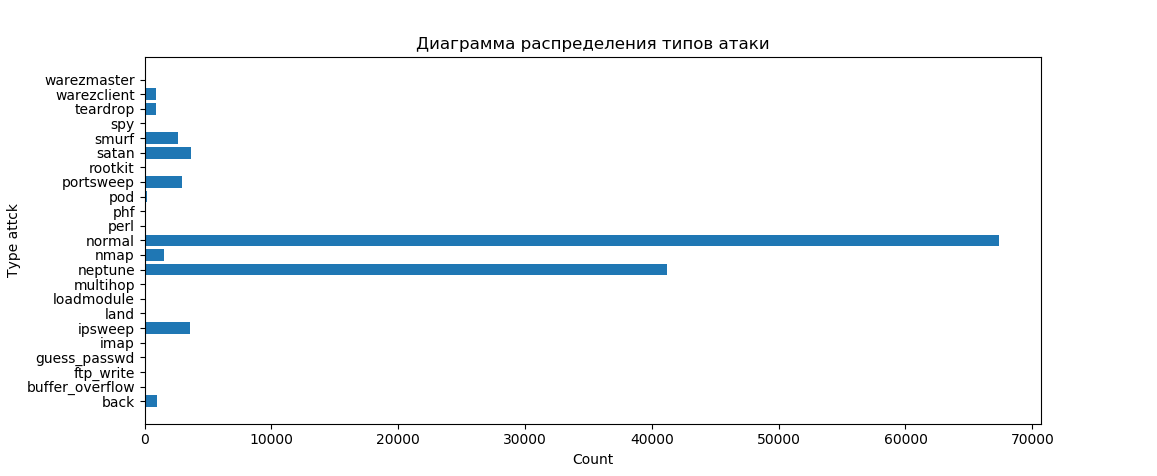 Диаграмма распределения типов атаки
Type attck
warezmaster
warezclient
teardrop
spy
smurf
satan
rootkit
portsweep
pod
phf
perl
normal
nmap
neptune
multihop
loadmodule
land
ipsweep
imap
guess_passwd
ftp_write
buffer_overflow
back
0 10000 20000 30000 40000 50000 60000 70000
Count